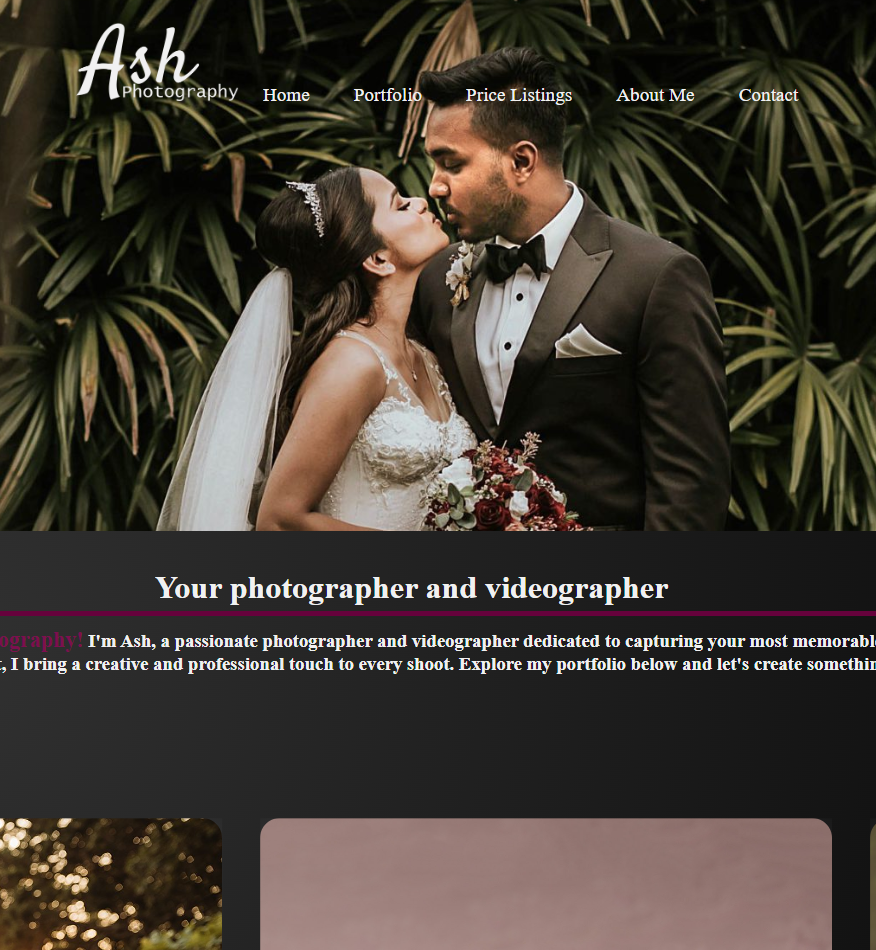 Ash
Photography
Home Portfolio Price Listings About Me Contact
Your photographer and videographer
ography! I'm Ash, a passionate photographer and videographer dedicated to capturing your most memorabl
, I bring a creative and professional touch to every shoot. Explore my portfolio below and let's create somethin